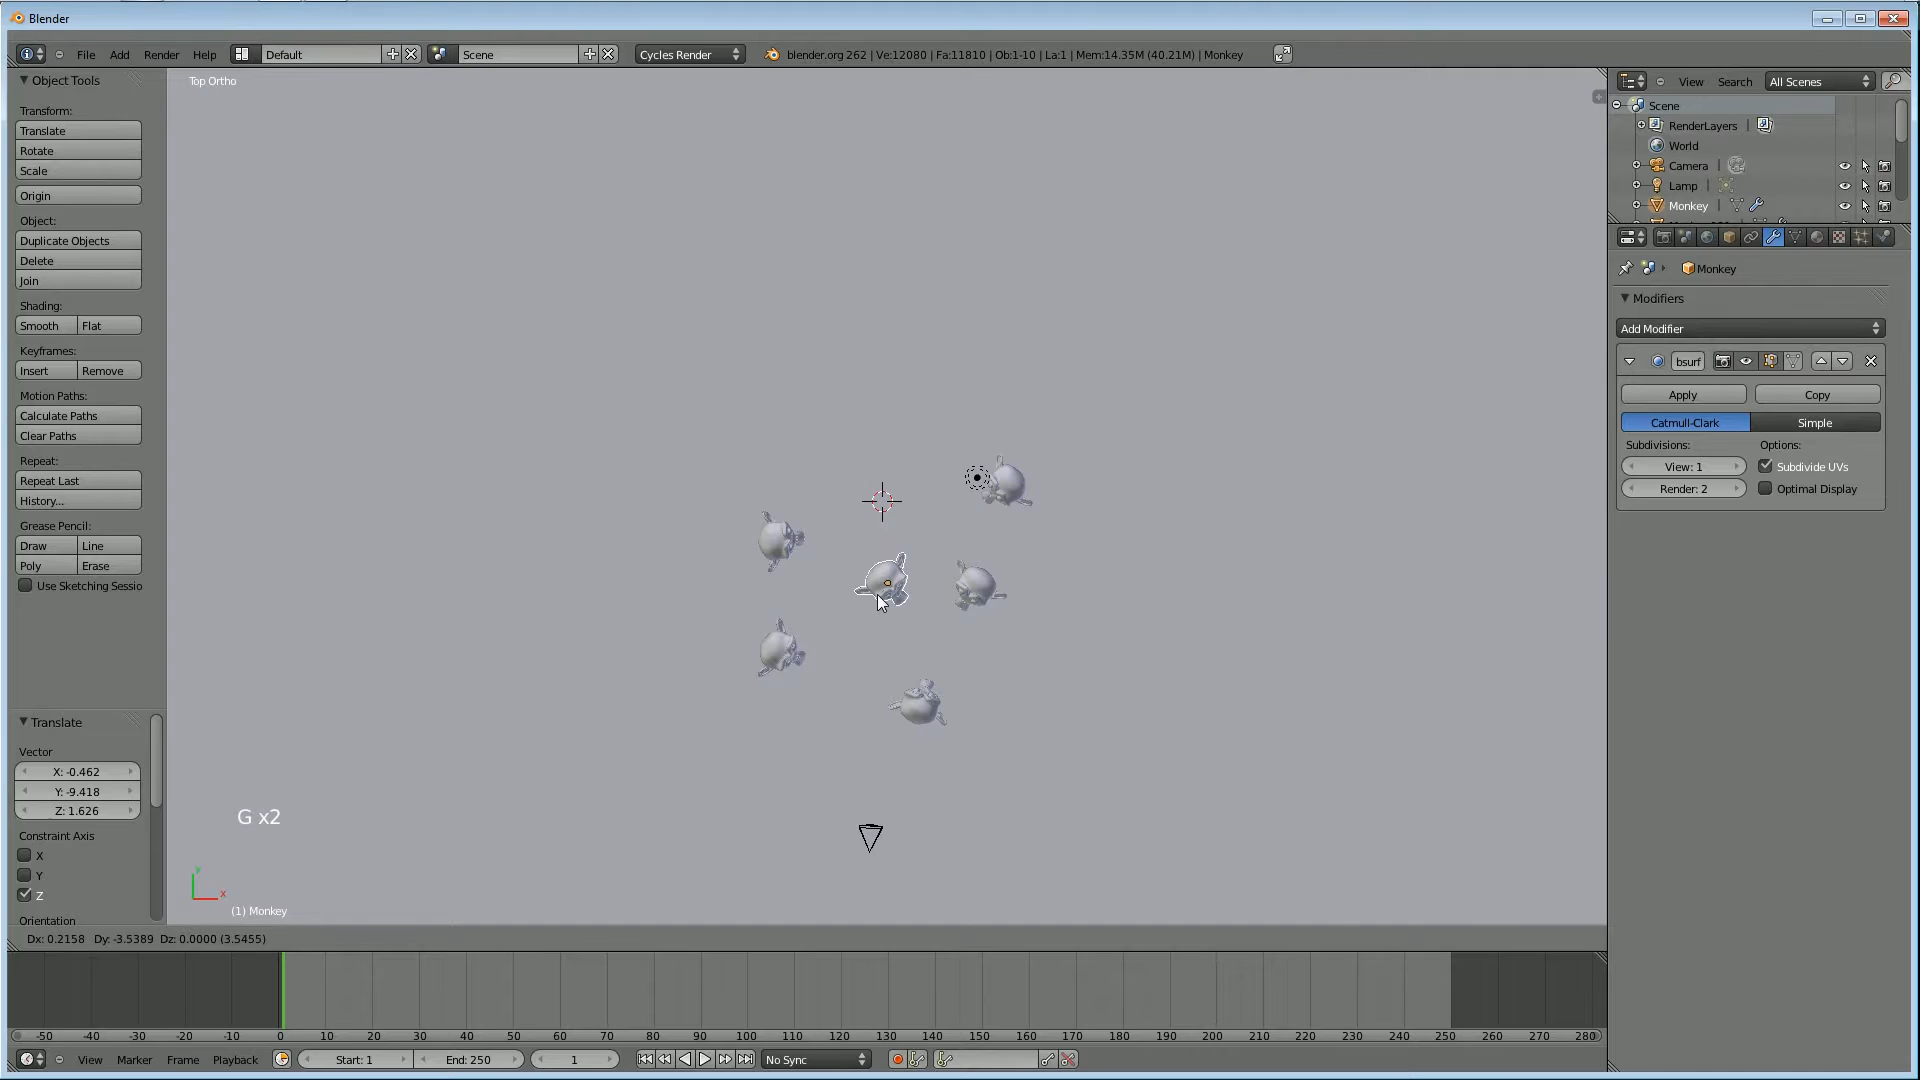 Blender
File Add Render Help Default Scene Cycles Render blender.org 262 | Ve:12080 | Fa:11810 | Ob:1-10 | La:1 | Mem:14.35M (40.21M) | Monkey
Object Tools
Transform:
Translate
Rotate
Scale
Origin
Object:
Duplicate Objects
Delete
Join
Shading:
Smooth Flat
Keyframes:
Insert Remove
Motion Paths:
Calculate Paths
Clear Paths
Repeat:
Repeat Last
History...
Grease Pencil:
Draw Line
Poly Erase
Use Sketching Sessio
Translate
Vector
X: -0.462
Y: -9.418
Z: 1.626
Constraint Axis
X
Y
Z
Orientation
Top Ortho
G x2
y
x
(1) Monkey
Dx: 0.2158 Dy: -3.5389 Dz: 0.0000 (3.5455)
View Search All Scenes
Scene
RenderLayers |
World
Camera |
Lamp |
Monkey |
Monkey
Modifiers
Add Modifier
bsurf
Apply Copy
Catmull-Clark Simple
Subdivisions: Options:
View: 1 Subdivide UVs
Render: 2 Optimal Display
-50 -40 -30 -20 -10 0 10 20 30 40 50 60 70 80 90 100 110 120 130 140 150 160 170 180 190 200 210 220 230 240 250 260 270 280
View Marker Frame Playback Start: 1 End: 250 1 No Sync